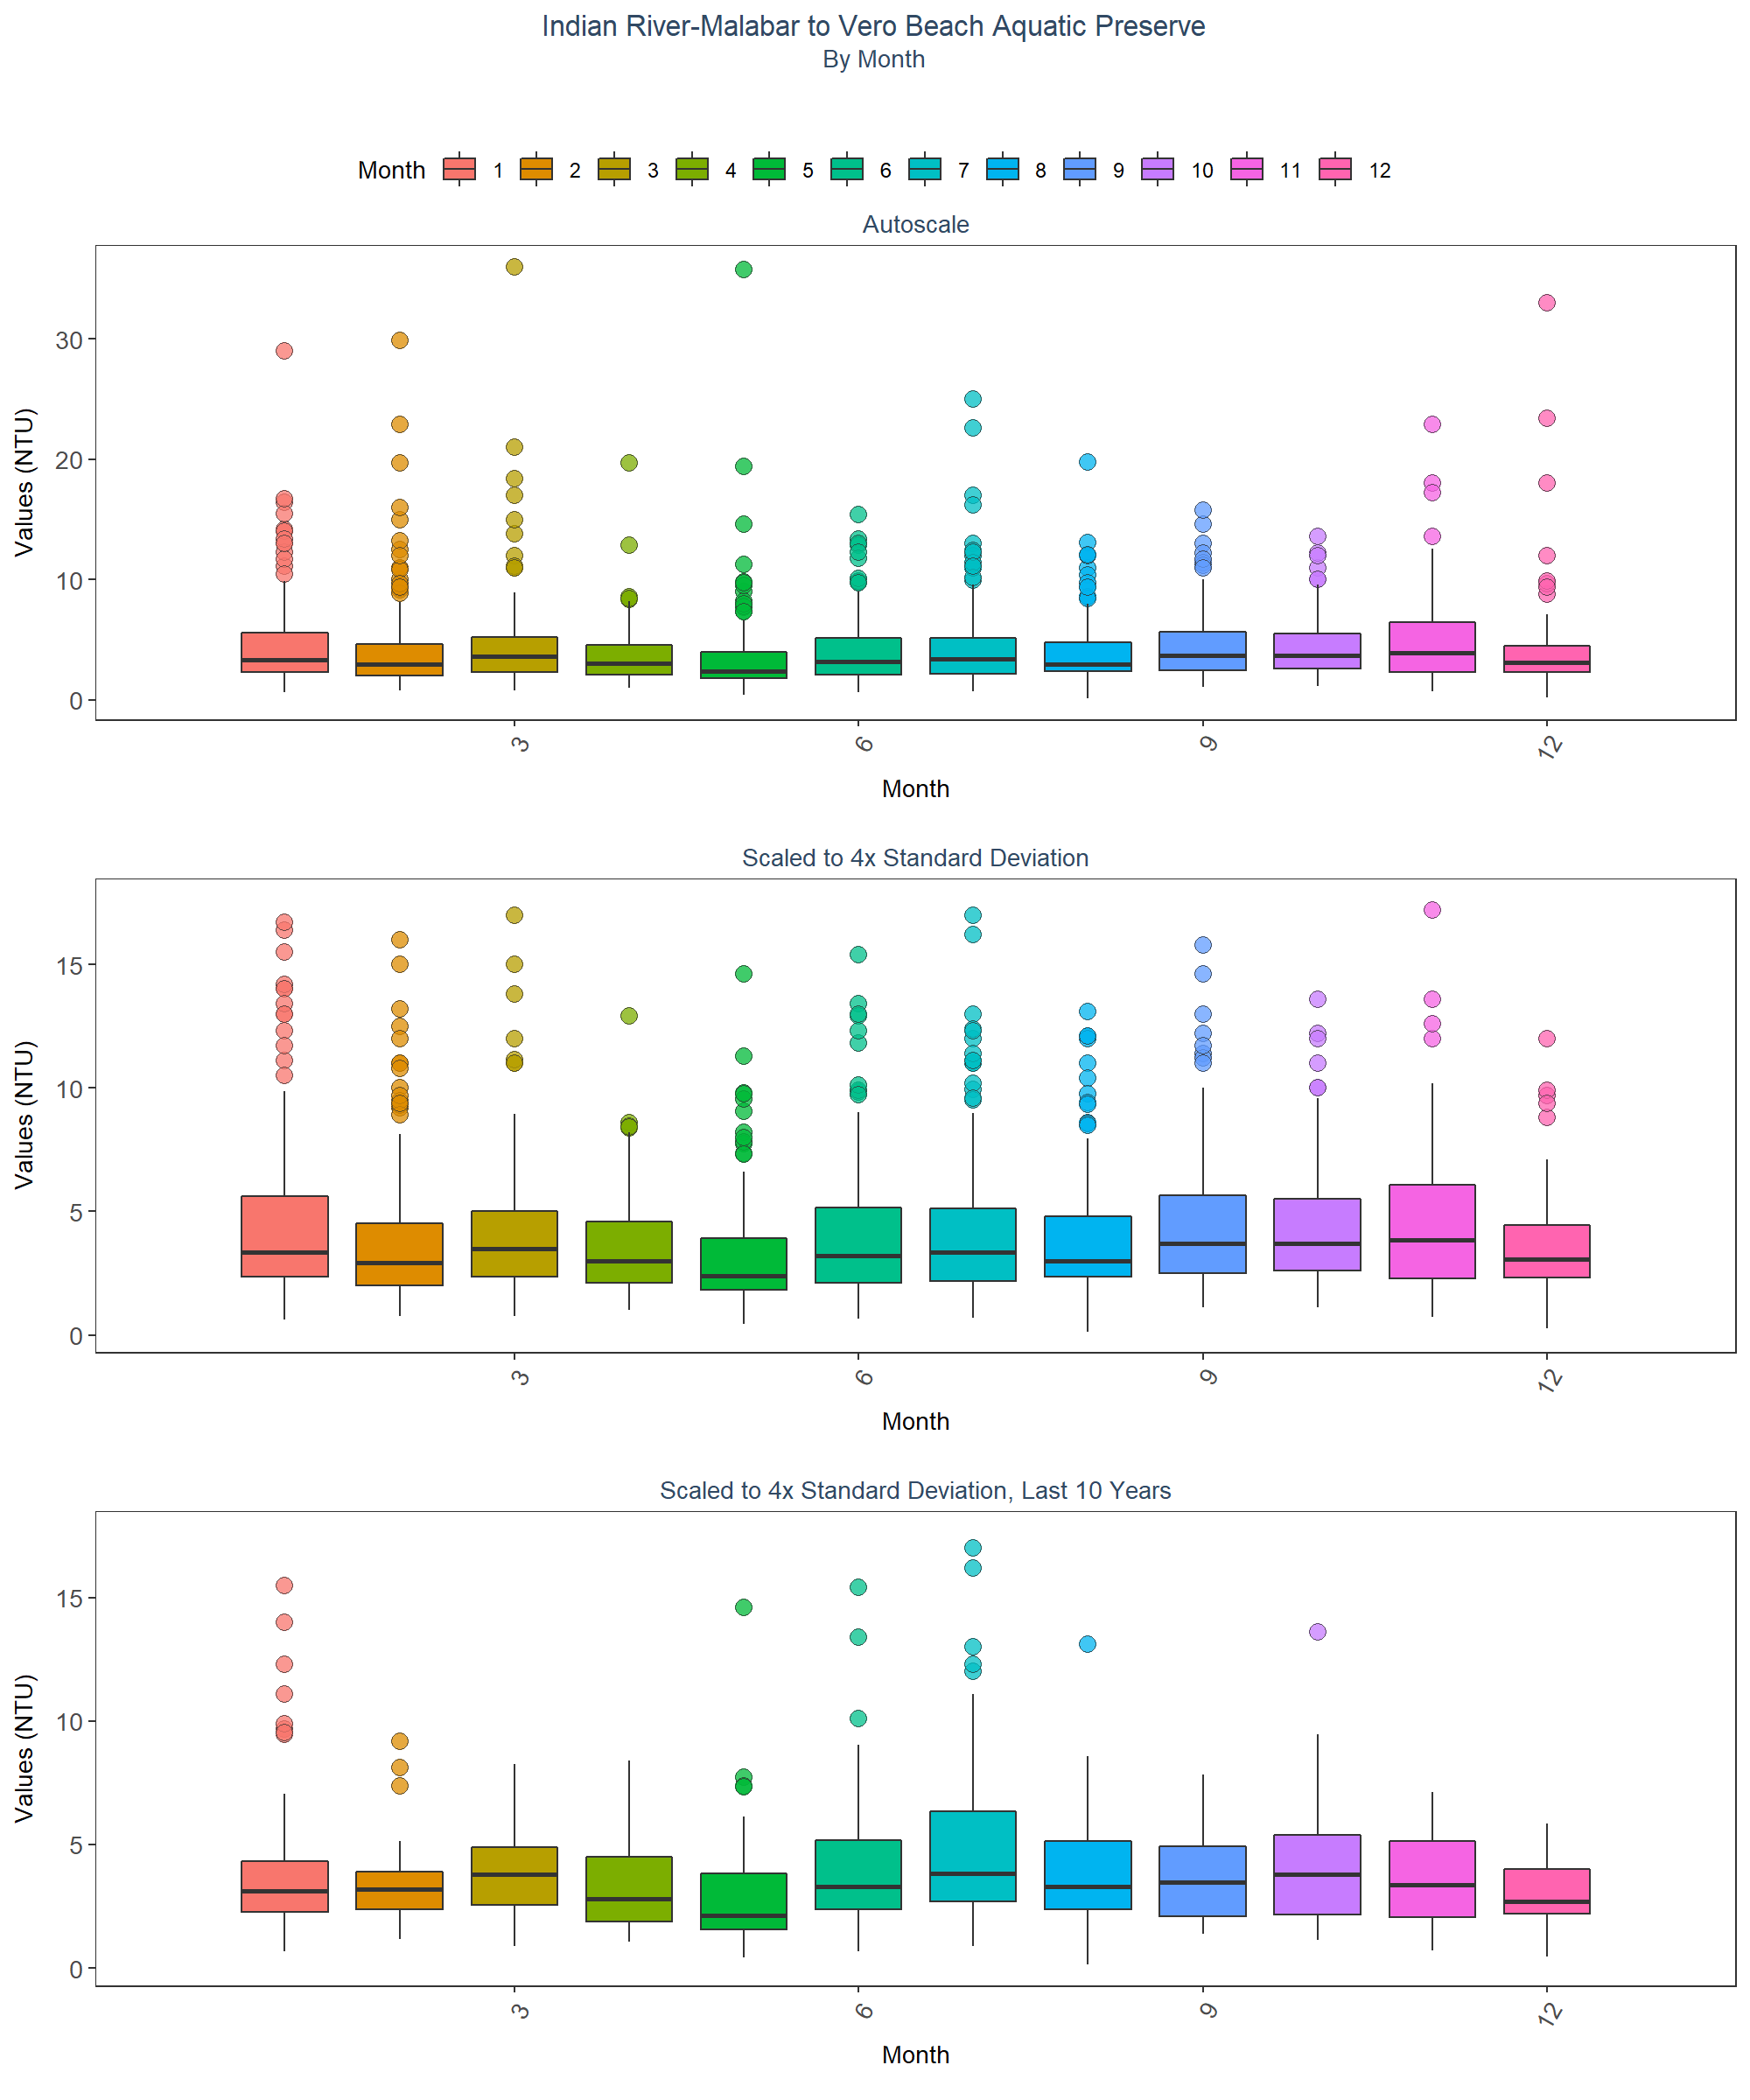 Indian River-Malabar to Vero Beach Aquatic Preserve
By Month
Month 1 2 3 4 5 6 7 8 9 10 11 12
Autoscale
Values (NTU)
30
20
10
0
3 6 9 12
Month
Scaled to 4x Standard Deviation
Values (NTU)
15
10
5
0
3 6 9 12
Month
Scaled to 4x Standard Deviation, Last 10 Years
Values (NTU)
15
10
5
0
3 6 9 12
Month